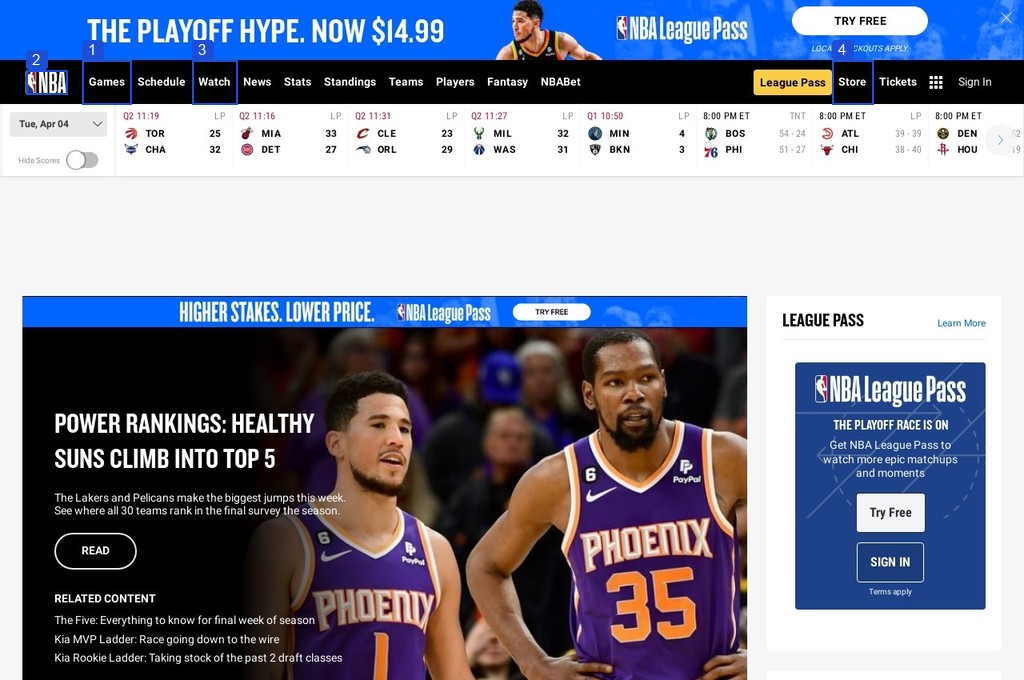 THE PLAYOFF HYPE. NOW $14.99
NBA League Pass
TRY FREE
1
2
3
4
NBA
Games
Schedule
Watch
News
Stats
Standings
Teams
Players
Fantasy
NBABet
League Pass
Store
Tickets
Sign In
Tue, Apr 04
Hide Scores
Q2 11:19 LP
TOR 25
CHA 32
Q2 11:16 LP
MIA 33
DET 27
Q2 11:31 LP
CLE 23
ORL 29
Q2 11:27 LP
MIL 32
WAS 31
Q1 10:50 LP
MIN 4
BKN 3
8:00 PM ET TNT
BOS 54 - 24
PHI 51 - 27
8:00 PM ET LP
ATL 39 - 39
CHI 38 - 40
8:00 PM ET
DEN
HOU
HIGHER STAKES. LOWER PRICE.
NBA League Pass
TRY FREE
POWER RANKINGS: HEALTHY
SUNS CLIMB INTO TOP 5
The Lakers and Pelicans make the biggest jumps this week.
See where all 30 teams rank in the final survey the season.
READ
RELATED CONTENT
The Five: Everything to know for final week of season
Kia MVP Ladder: Race going down to the wire
Kia Rookie Ladder: Taking stock of the past 2 draft classes
6
PayPal
PHOENIX
1
6
PayPal
PHOENIX
35
LEAGUE PASS
Learn More
NBA League Pass
THE PLAYOFF RACE IS ON
Get NBA League Pass to
watch more epic matchups
and moments
Try Free
SIGN IN
Terms apply